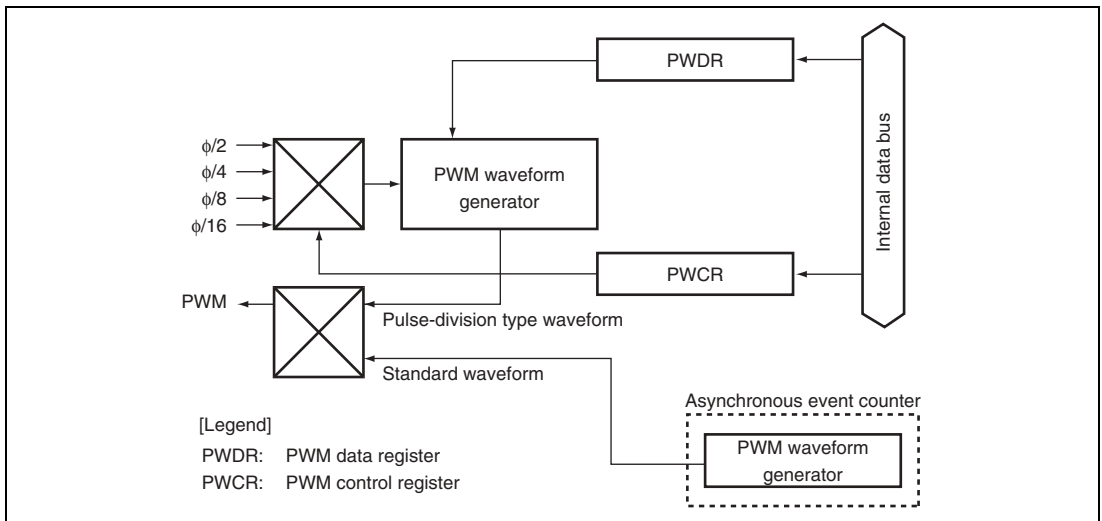 PWDR
Internal data bus
ϕ/2
ϕ/4
ϕ/8
ϕ/16
PWM waveform
generator
PWCR
PWM
Pulse-division type waveform
Standard waveform
Asynchronous event counter
PWM waveform
generator
[Legend]
PWDR: PWM data register
PWCR: PWM control register